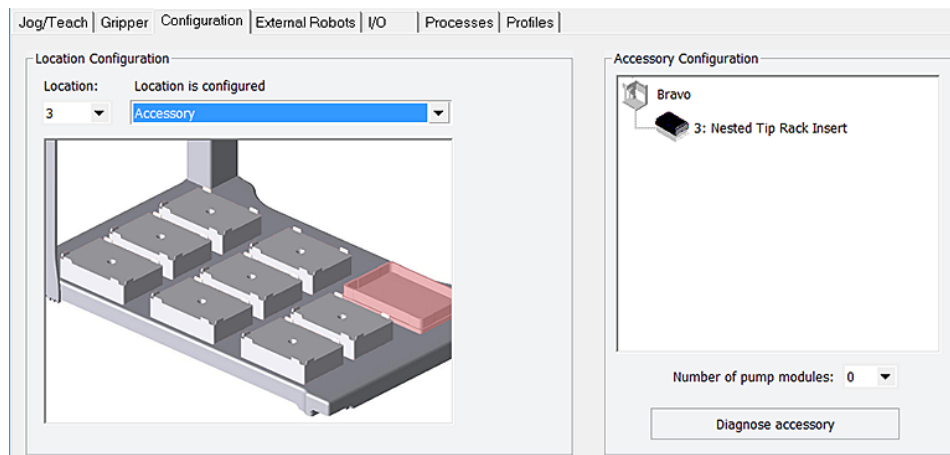 Jog/Teach Gripper Configuration External Robots I/O Processes Profiles
Location Configuration
Location: Location is configured
3 Accessory
Accessory Configuration
Bravo
3: Nested Tip Rack Insert
Number of pump modules: 0
Diagnose accessory